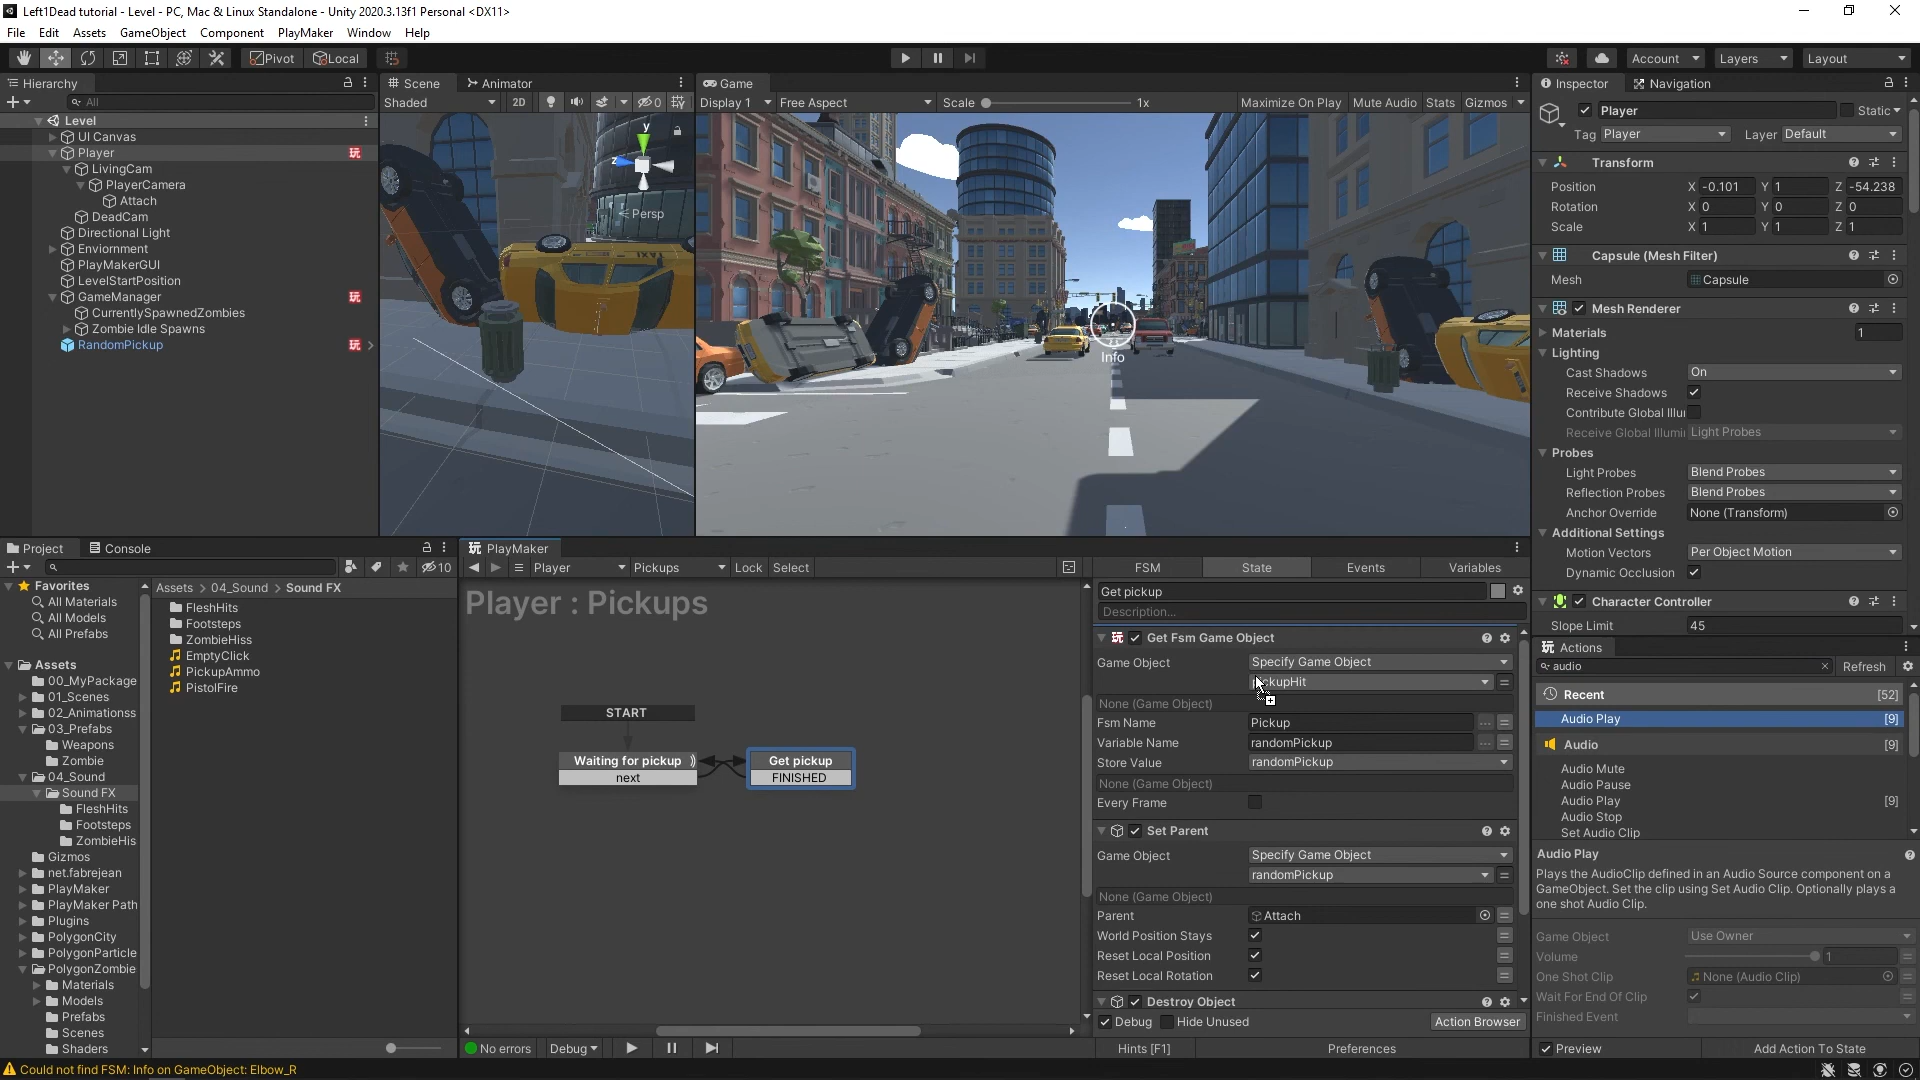 Left1Dead tutorial - Level - PC, Mac & Linux Standalone - Unity 2020.3.13f1 Personal <DX11>
File Edit Assets GameObject Component PlayMaker Window Help
Pivot Local Account Layers Layout
Hierarchy
All
Level
UI Canvas
Player
LivingCam
PlayerCamera
Attach
DeadCam
Directional Light
Enviornment
PlayMakerGUI
LevelStartPosition
GameManager
CurrentlySpawnedZombies
Zombie Idle Spawns
RandomPickup
Scene Animator
Shaded 2D 0
y
z
Persp
TAXI
Game
Display 1 Free Aspect Scale 1x Maximize On Play Mute Audio Stats Gizmos
Info
Inspector Navigation
Player Static
Tag Player Layer Default
Transform
Position X -0.101 Y 1 Z -54.238
Rotation X 0 Y 0 Z 0
Scale X 1 Y 1 Z 1
Capsule (Mesh Filter)
Mesh Capsule
Mesh Renderer
Materials 1
Lighting
Cast Shadows On
Receive Shadows
Contribute Global Illu
Receive Global Illumi Light Probes
Probes
Light Probes Blend Probes
Reflection Probes Blend Probes
Anchor Override None (Transform)
Additional Settings
Motion Vectors Per Object Motion
Dynamic Occlusion
Character Controller
Slope Limit 45
Project Console
10
Favorites
All Materials
All Models
All Prefabs
Assets
00_MyPackage
01_Scenes
02_Animationss
03_Prefabs
Weapons
Zombie
04_Sound
Sound FX
FleshHits
Footsteps
ZombieHis
Gizmos
net.fabrejean
PlayMaker
PlayMaker Path
Plugins
PolygonCity
PolygonParticle
PolygonZombie
Materials
Models
Prefabs
Scenes
Shaders
Assets > 04_Sound > Sound FX
FleshHits
Footsteps
ZombieHiss
EmptyClick
PickupAmmo
PistolFire
PlayMaker
Player Pickups Lock Select
Player : Pickups
START
Waiting for pickup
next
Get pickup
FINISHED
No errors Debug
FSM State Events Variables
Get pickup
Description...
Get Fsm Game Object
Game Object Specify Game Object
ckupHit
None (Game Object)
Fsm Name Pickup
Variable Name randomPickup
Store Value randomPickup
None (Game Object)
Every Frame
Set Parent
Game Object Specify Game Object
randomPickup
None (Game Object)
Parent Attach
World Position Stays
Reset Local Position
Reset Local Rotation
Destroy Object
Debug Hide Unused Action Browser
Hints [F1] Preferences
Actions
audio Refresh
Recent [52]
Audio Play [9]
Audio [9]
Audio Mute
Audio Pause
Audio Play [9]
Audio Stop
Set Audio Clip
Audio Play
Plays the AudioClip defined in an Audio Source component on a
GameObject. Set the clip using Set Audio Clip. Optionally plays a
one shot Audio Clip.
Game Object Use Owner
Volume 1
One Shot Clip None (Audio Clip)
Wait For End Of Clip
Finished Event
Preview Add Action To State
Could not find FSM: Info on GameObject: Elbow_R